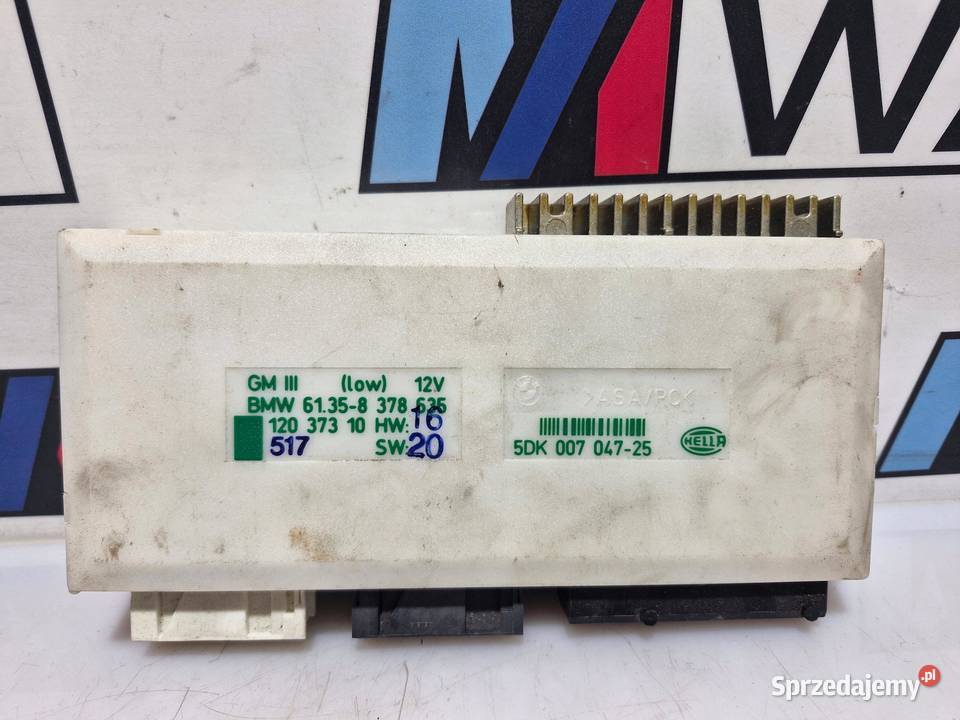 GM III (low) 12V
BMW 61.35-8 378 635
120 373 10 HW: 16
517 SW: 20
>ASA/PC<
5DK 007 047-25
HELLA
Sprzedajemy.pl